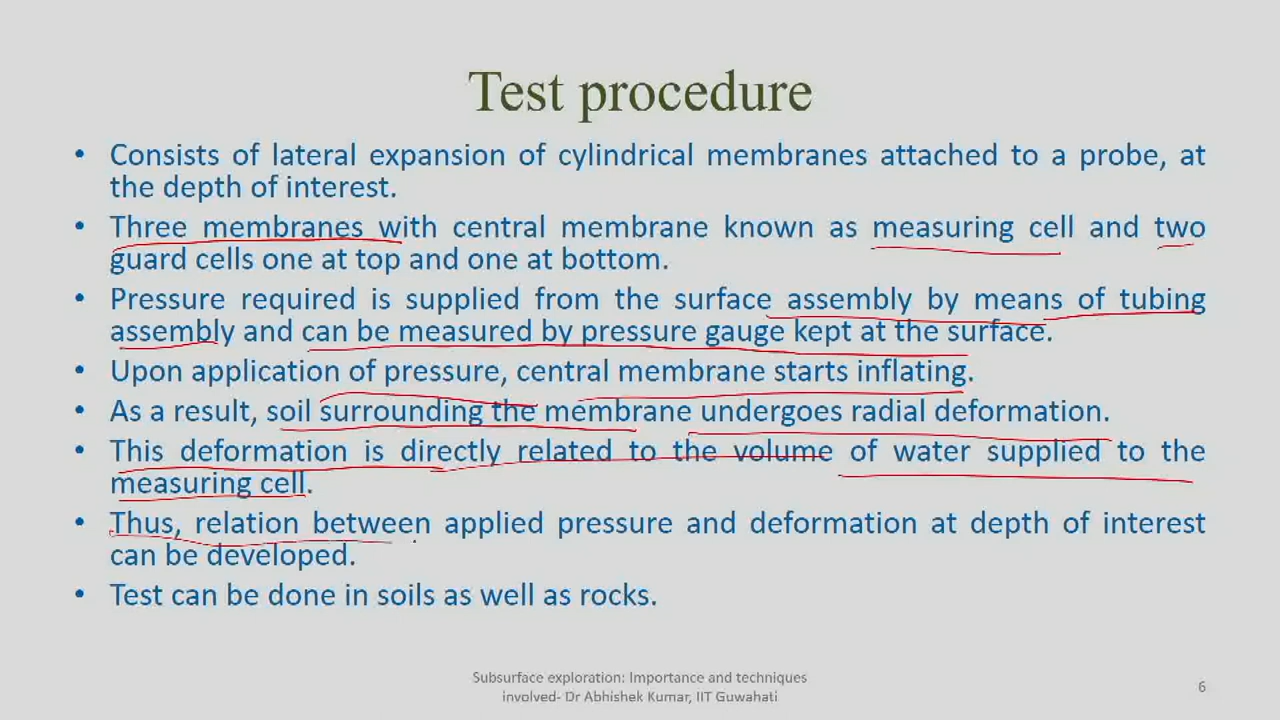 Test procedure
• Consists of lateral expansion of cylindrical membranes attached to a probe, at
the depth of interest.
• Three membranes with central membrane known as measuring cell and two
guard cells one at top and one at bottom.
• Pressure required is supplied from the surface assembly by means of tubing
assembly and can be measured by pressure gauge kept at the surface.
• Upon application of pressure, central membrane starts inflating.
• As a result, soil surrounding the membrane undergoes radial deformation.
• This deformation is directly related to the volume of water supplied to the
measuring cell.
• Thus, relation between applied pressure and deformation at depth of interest
can be developed.
• Test can be done in soils as well as rocks.
Subsurface exploration: Importance and techniques
involved- Dr Abhishek Kumar, IIT Guwahati
6